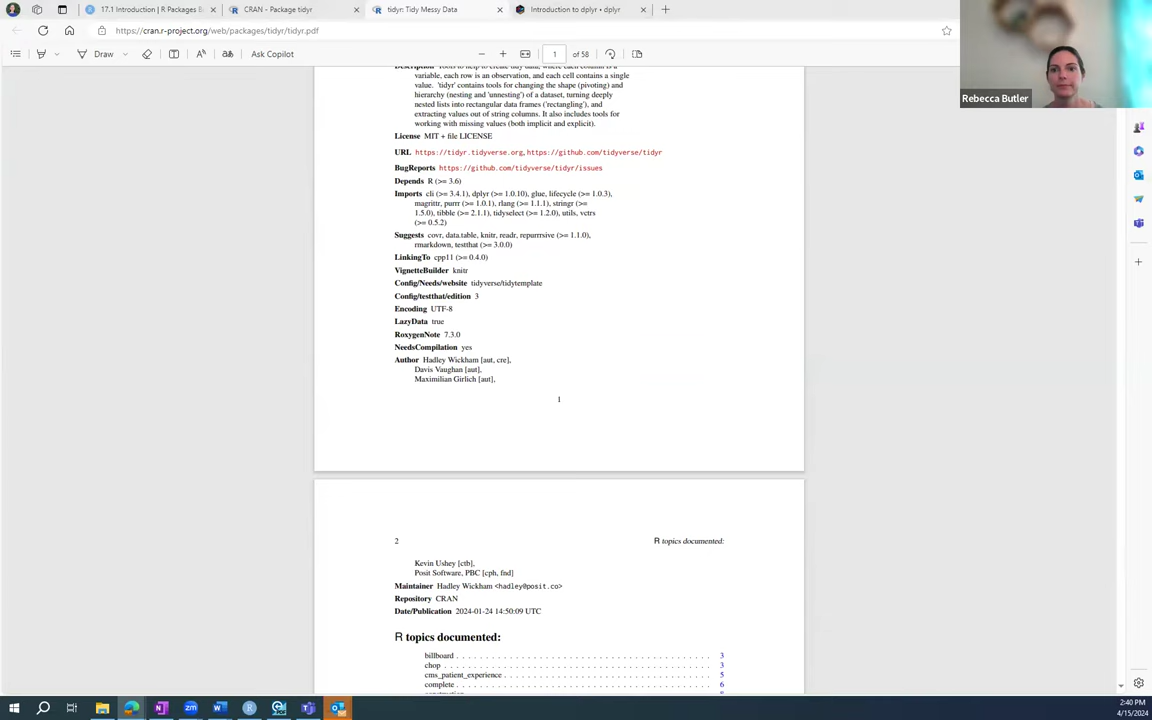 17.1 Introduction | R Packages B
CRAN - Package tidyr
tidyr: Tidy Messy Data
Introduction to dplyr • dplyr
https://cran.r-project.org/web/packages/tidyr/tidyr.pdf
Draw
Ask Copilot
1 of 58
Rebecca Butler
Description Tools to help to create tidy data, where each column is a
variable, each row is an observation, and each cell contains a single
value. 'tidyr' contains tools for changing the shape (pivoting) and
hierarchy (nesting and 'unnesting') of a dataset, turning deeply
nested lists into rectangular data frames ('rectangling'), and
extracting values out of string columns. It also includes tools for
working with missing values (both implicit and explicit).
License MIT + file LICENSE
URL https://tidyr.tidyverse.org, https://github.com/tidyverse/tidyr
BugReports https://github.com/tidyverse/tidyr/issues
Depends R (>= 3.6)
Imports cli (>= 3.4.1), dplyr (>= 1.0.10), glue, lifecycle (>= 1.0.3),
magrittr, purrr (>= 1.0.1), rlang (>= 1.1.1), stringr (>=
1.5.0), tibble (>= 2.1.1), tidyselect (>= 1.2.0), utils, vctrs
(>= 0.5.2)
Suggests covr, data.table, knitr, readr, repurrrsive (>= 1.1.0),
rmarkdown, testthat (>= 3.0.0)
LinkingTo cpp11 (>= 0.4.0)
VignetteBuilder knitr
Config/Needs/website tidyverse/tidytemplate
Config/testthat/edition 3
Encoding UTF-8
LazyData true
RoxygenNote 7.3.0
NeedsCompilation yes
Author Hadley Wickham [aut, cre],
Davis Vaughan [aut],
Maximilian Girlich [aut],
1
2 R topics documented:
Kevin Ushey [ctb],
Posit Software, PBC [cph, fnd]
Maintainer Hadley Wickham <hadley@posit.co>
Repository CRAN
Date/Publication 2024-01-24 14:50:09 UTC
R topics documented:
billboard . . . . . . . . . . . . . . . . . . . . 3
chop . . . . . . . . . . . . . . . . . . . . 3
cms_patient_experience . . . . . . . . . . . . . . . . . . . . 5
complete . . . . . . . . . . . . . . . . . . . . 6
2:40 PM
4/15/2024